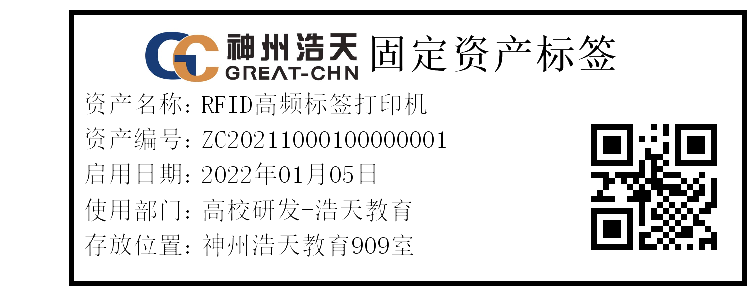 神州浩天 固定资产标签
GREAT-CHN
资产名称: RFID高频标签打印机
资产编号: ZC20211000100000001
启用日期: 2022年01月05日
使用部门: 高校研发-浩天教育
存放位置: 神州浩天教育909室